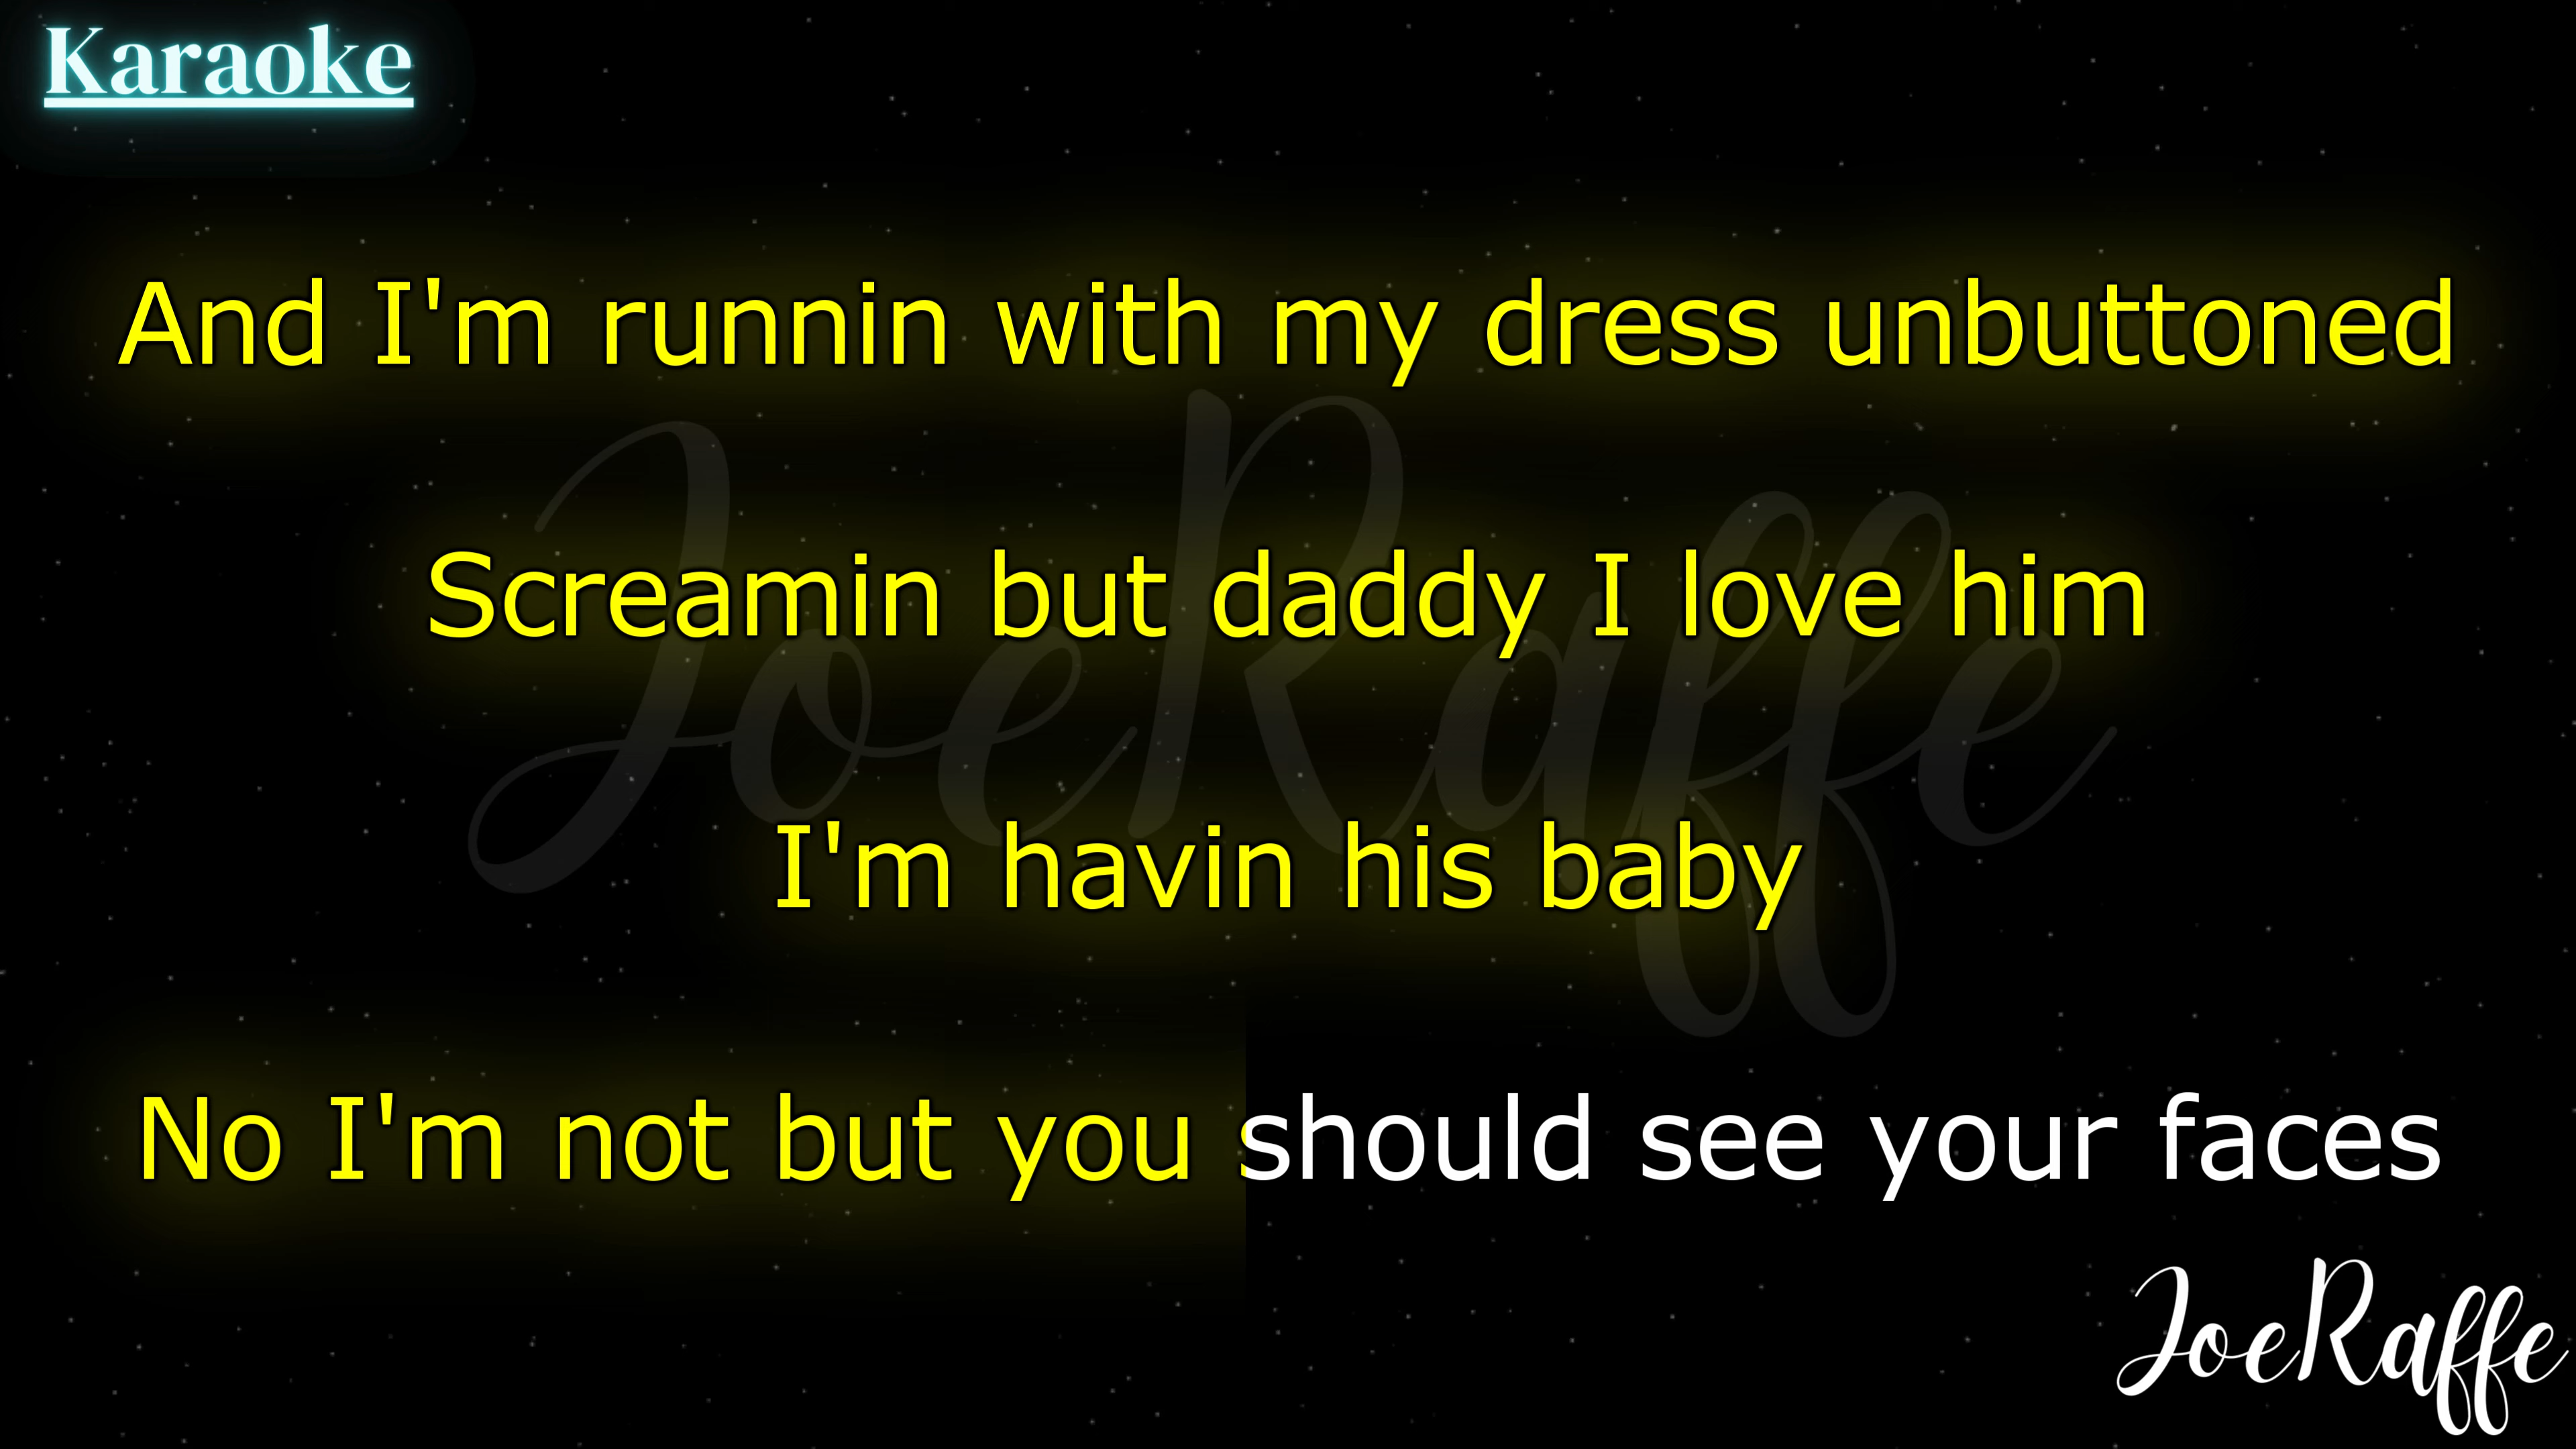 Karaoke
And I'm runnin with my dress unbuttoned
Screamin but daddy I love him
I'm havin his baby
No I'm not but you should see your faces
JoeRaffe
JoeRaffe